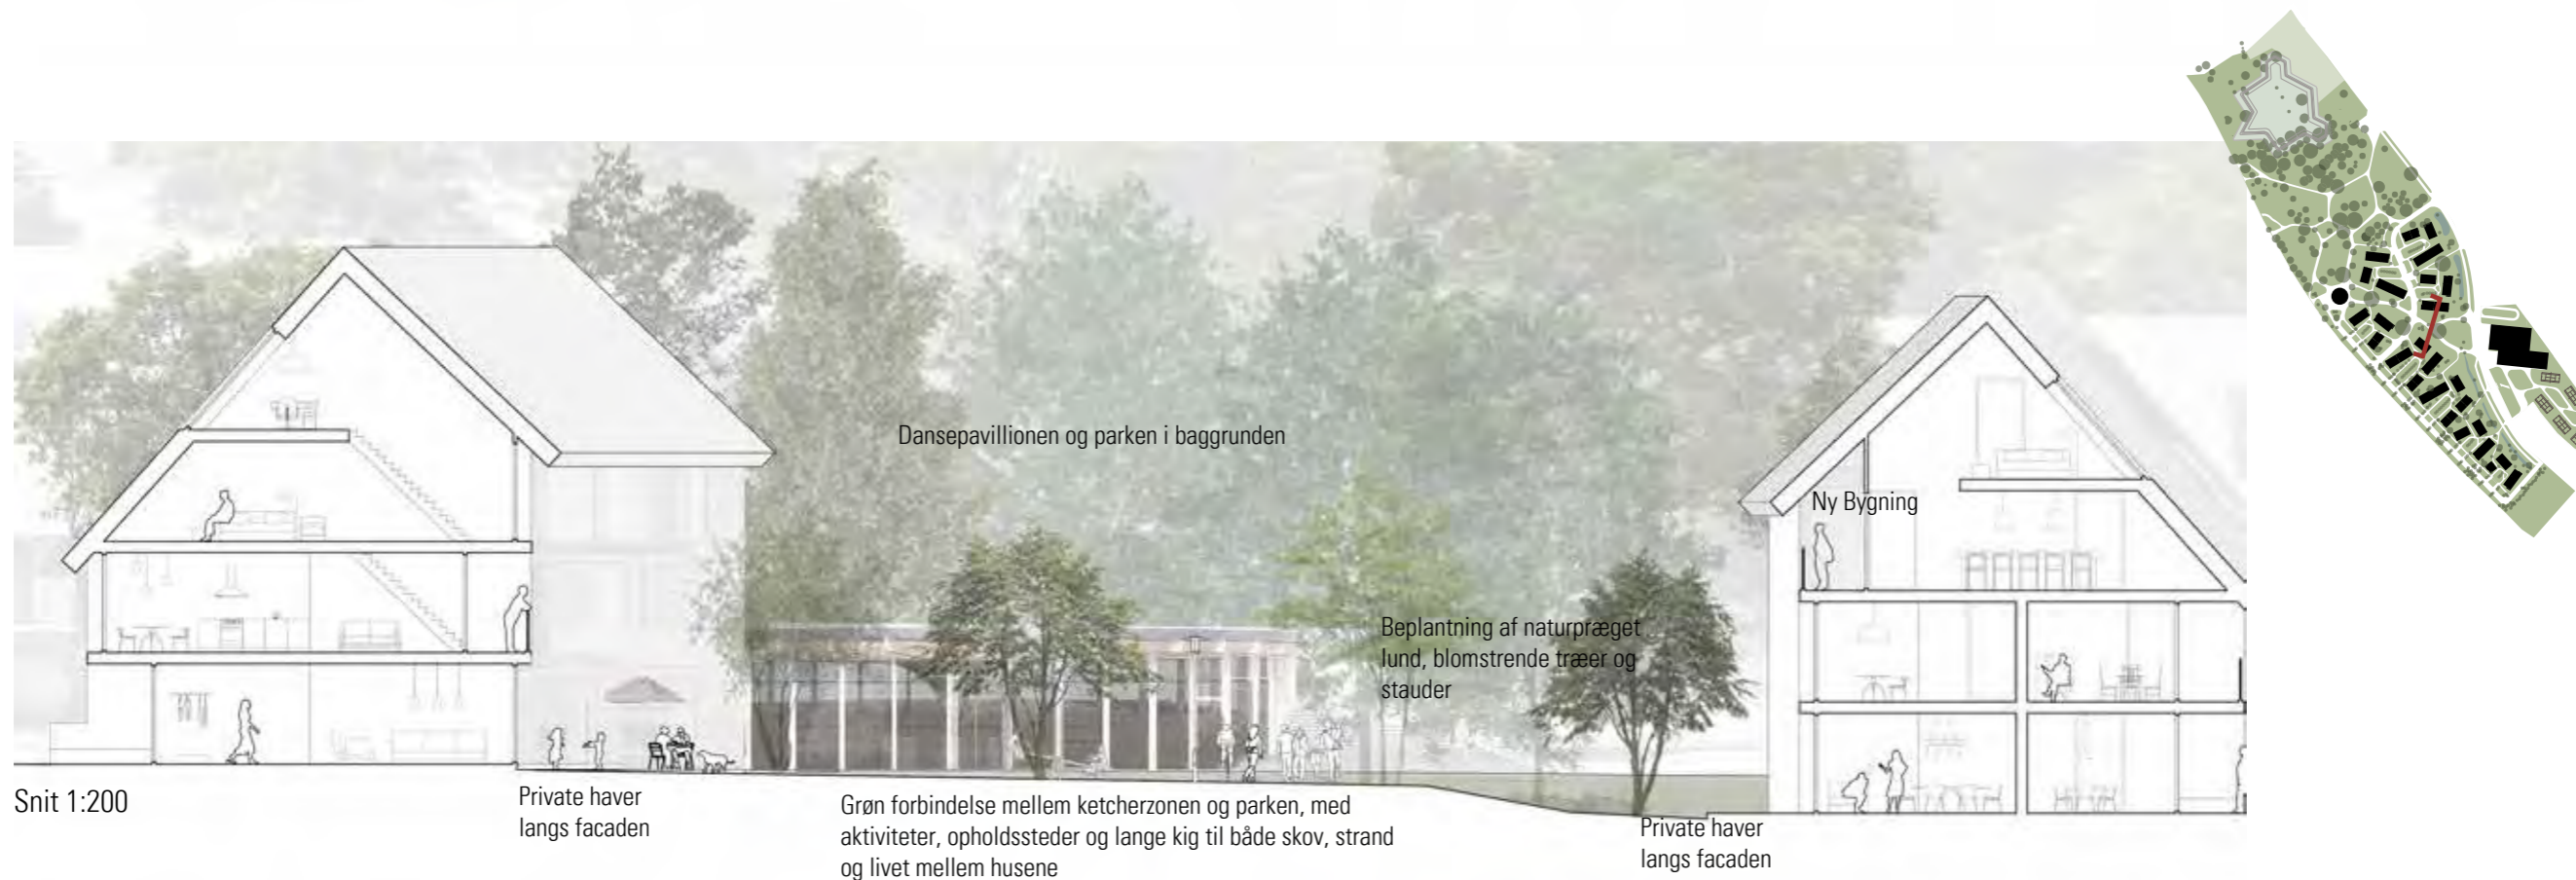 Dansepavillionen og parken i baggrunden
Ny Bygning
Beplantning af naturpræget
lund, blomstrende træer og
stauder
Snit 1:200
Private haver
langs facaden
Grøn forbindelse mellem ketcherzonen og parken, med
aktiviteter, opholdssteder og lange kig til både skov, strand
og livet mellem husene
Private haver
langs facaden